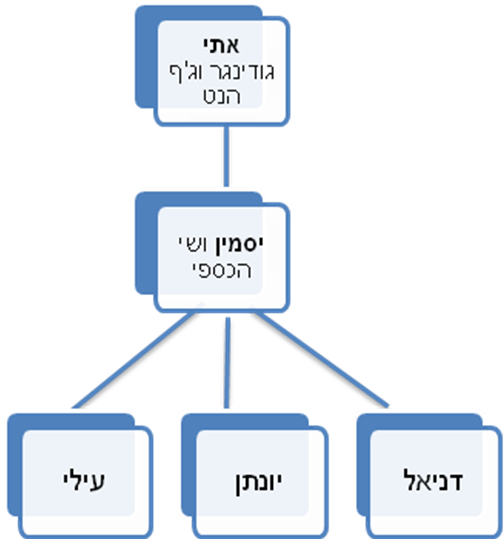 אתי
גודינגר וג'ף
הנט
יסמין ושי
הכספי
דניאל
יונתן
עילי